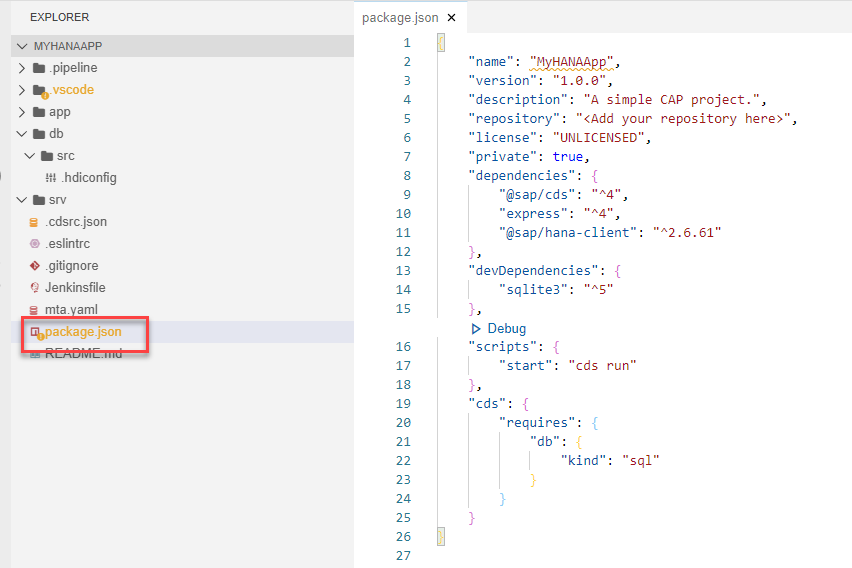 EXPLORER
MYHANAAPP
.pipeline
.vscode
app
db
src
.hdiconfig
srv
.cdsrc.json
.eslintrc
.gitignore
Jenkinsfile
mta.yaml
package.json
README.md
package.json ×
1 {
2 "name": "MyHANAApp",
3 "version": "1.0.0",
4 "description": "A simple CAP project.",
5 "repository": "<Add your repository here>",
6 "license": "UNLICENSED",
7 "private": true,
8 "dependencies": {
9 "@sap/cds": "^4",
10 "express": "^4",
11 "@sap/hana-client": "^2.6.61"
12 },
13 "devDependencies": {
14 "sqlite3": "^5"
15 },
Debug
16 "scripts": {
17 "start": "cds run"
18 },
19 "cds": {
20 "requires": {
21 "db": {
22 "kind": "sql"
23 }
24 }
25 }
26 }
27